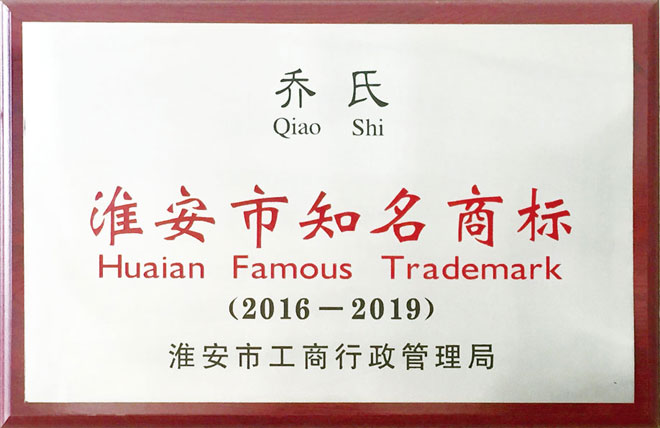 乔氏
Qiao Shi
淮安市知名商标
Huaian Famous Trademark
(2016－2019)
淮安市工商行政管理局